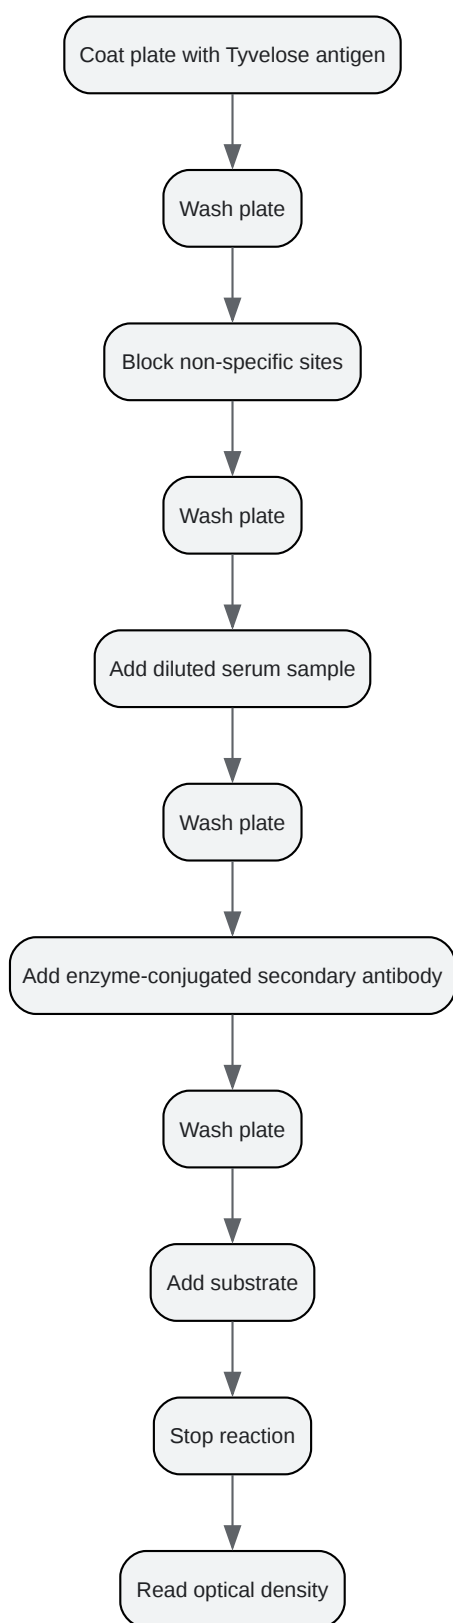 Coat plate with Tyvelose antigen
Wash plate
Block non-specific sites
Wash plate
Add diluted serum sample
Wash plate
Add enzyme-conjugated secondary antibody
Wash plate
Add substrate
Stop reaction
Read optical density